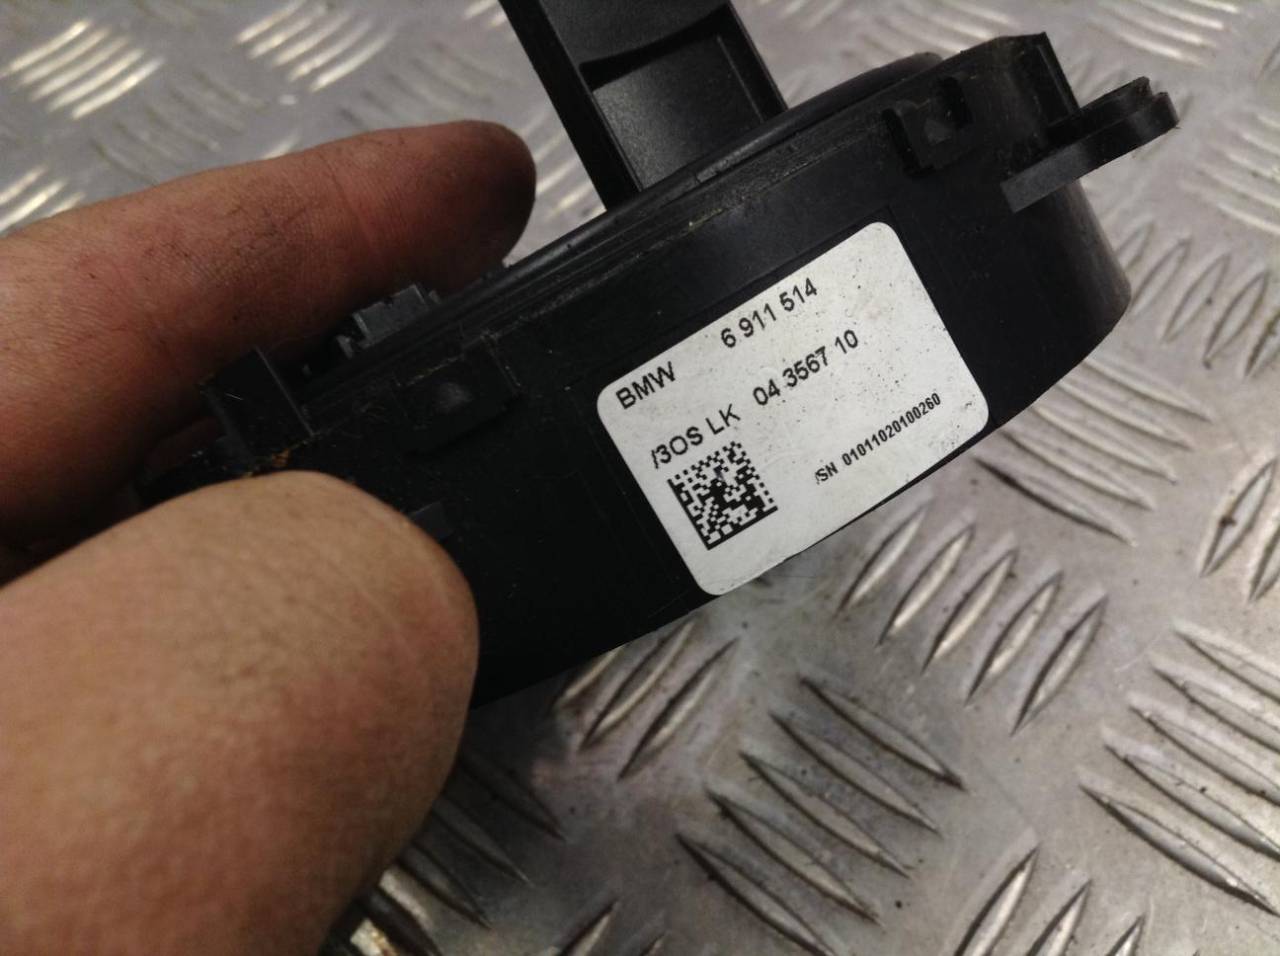 BMW 6 911 514
/3OS LK 04 3567 10
/SN 01011020100260